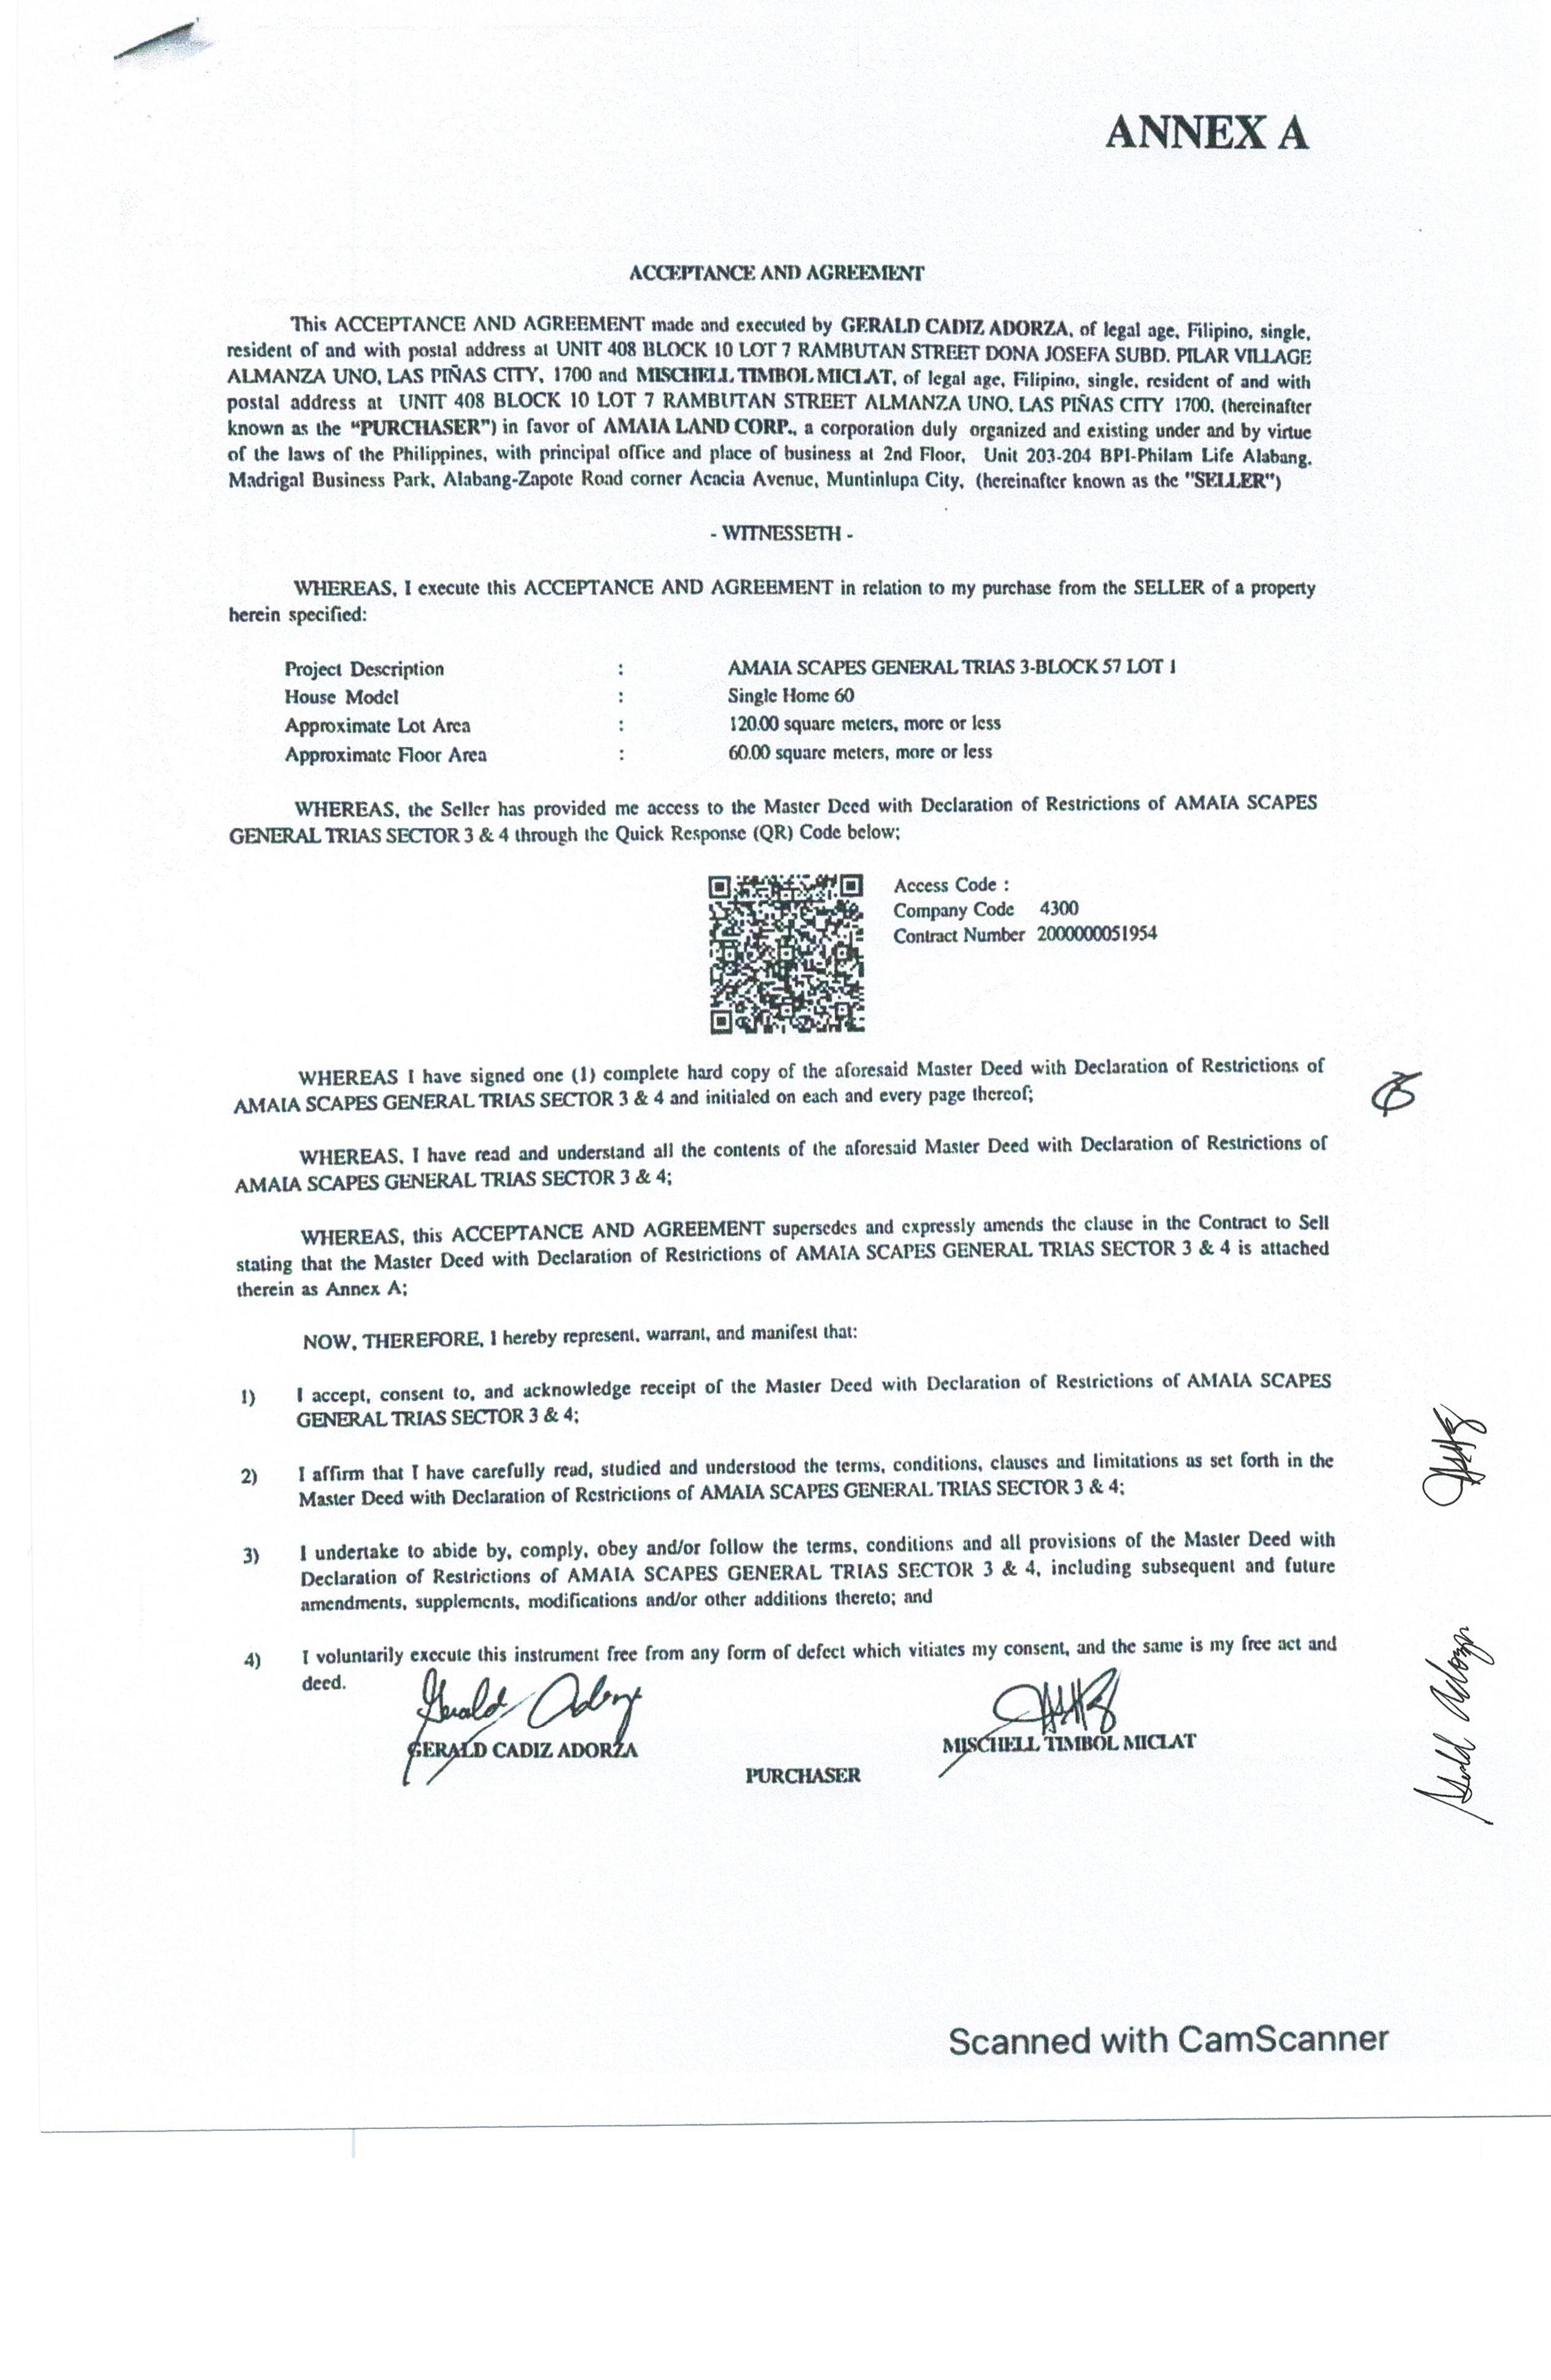 ANNEX A
ACCEPTANCE AND AGREEMENT
This ACCEPTANCE AND AGREEMENT made and executed by GERALD CADIZ ADORZA, of legal age, Filipino, single,
resident of and with postal address at UNIT 408 BLOCK 10 LOT 7 RAMBUTAN STREET DONA JOSEFA SUBD. PILAR VILLAGE
ALMANZA UNO, LAS PIÑAS CITY, 1700 and MISCHELL TIMBOL MICLAT, of legal age, Filipino, single, resident of and with
postal address at UNIT 408 BLOCK 10 LOT 7 RAMBUTAN STREET ALMANZA UNO, LAS PIÑAS CITY 1700, (hereinafter
known as the "PURCHASER") in favor of AMAIA LAND CORP., a corporation duly organized and existing under and by virtue
of the laws of the Philippines, with principal office and place of business at 2nd Floor, Unit 203-204 BPI-Philam Life Alabang,
Madrigal Business Park, Alabang-Zapote Road corner Acacia Avenue, Muntinlupa City, (hereinafter known as the "SELLER")
- WITNESSETH -
WHEREAS, I execute this ACCEPTANCE AND AGREEMENT in relation to my purchase from the SELLER of a property
herein specified:
Project Description : AMAIA SCAPES GENERAL TRIAS 3-BLOCK 57 LOT 1
House Model : Single Home 60
Approximate Lot Area : 120.00 square meters, more or less
Approximate Floor Area : 60.00 square meters, more or less
WHEREAS, the Seller has provided me access to the Master Deed with Declaration of Restrictions of AMAIA SCAPES
GENERAL TRIAS SECTOR 3 & 4 through the Quick Response (QR) Code below;
Access Code :
Company Code 4300
Contract Number 2000000051954
WHEREAS I have signed one (1) complete hard copy of the aforesaid Master Deed with Declaration of Restrictions of
AMAIA SCAPES GENERAL TRIAS SECTOR 3 & 4 and initialed on each and every page thereof;
WHEREAS, I have read and understand all the contents of the aforesaid Master Deed with Declaration of Restrictions of
AMAIA SCAPES GENERAL TRIAS SECTOR 3 & 4;
WHEREAS, this ACCEPTANCE AND AGREEMENT supersedes and expressly amends the clause in the Contract to Sell
stating that the Master Deed with Declaration of Restrictions of AMAIA SCAPES GENERAL TRIAS SECTOR 3 & 4 is attached
therein as Annex A;
NOW, THEREFORE, I hereby represent, warrant, and manifest that:
1) I accept, consent to, and acknowledge receipt of the Master Deed with Declaration of Restrictions of AMAIA SCAPES
GENERAL TRIAS SECTOR 3 & 4;
2) I affirm that I have carefully read, studied and understood the terms, conditions, clauses and limitations as set forth in the
Master Deed with Declaration of Restrictions of AMAIA SCAPES GENERAL TRIAS SECTOR 3 & 4;
3) I undertake to abide by, comply, obey and/or follow the terms, conditions and all provisions of the Master Deed with
Declaration of Restrictions of AMAIA SCAPES GENERAL TRIAS SECTOR 3 & 4, including subsequent and future
amendments, supplements, modifications and/or other additions thereto; and
4) I voluntarily execute this instrument free from any form of defect which vitiates my consent, and the same is my free act and
deed.
GERALD CADIZ ADORZA MISCHELL TIMBOL MICLAT
PURCHASER
Scanned with CamScanner